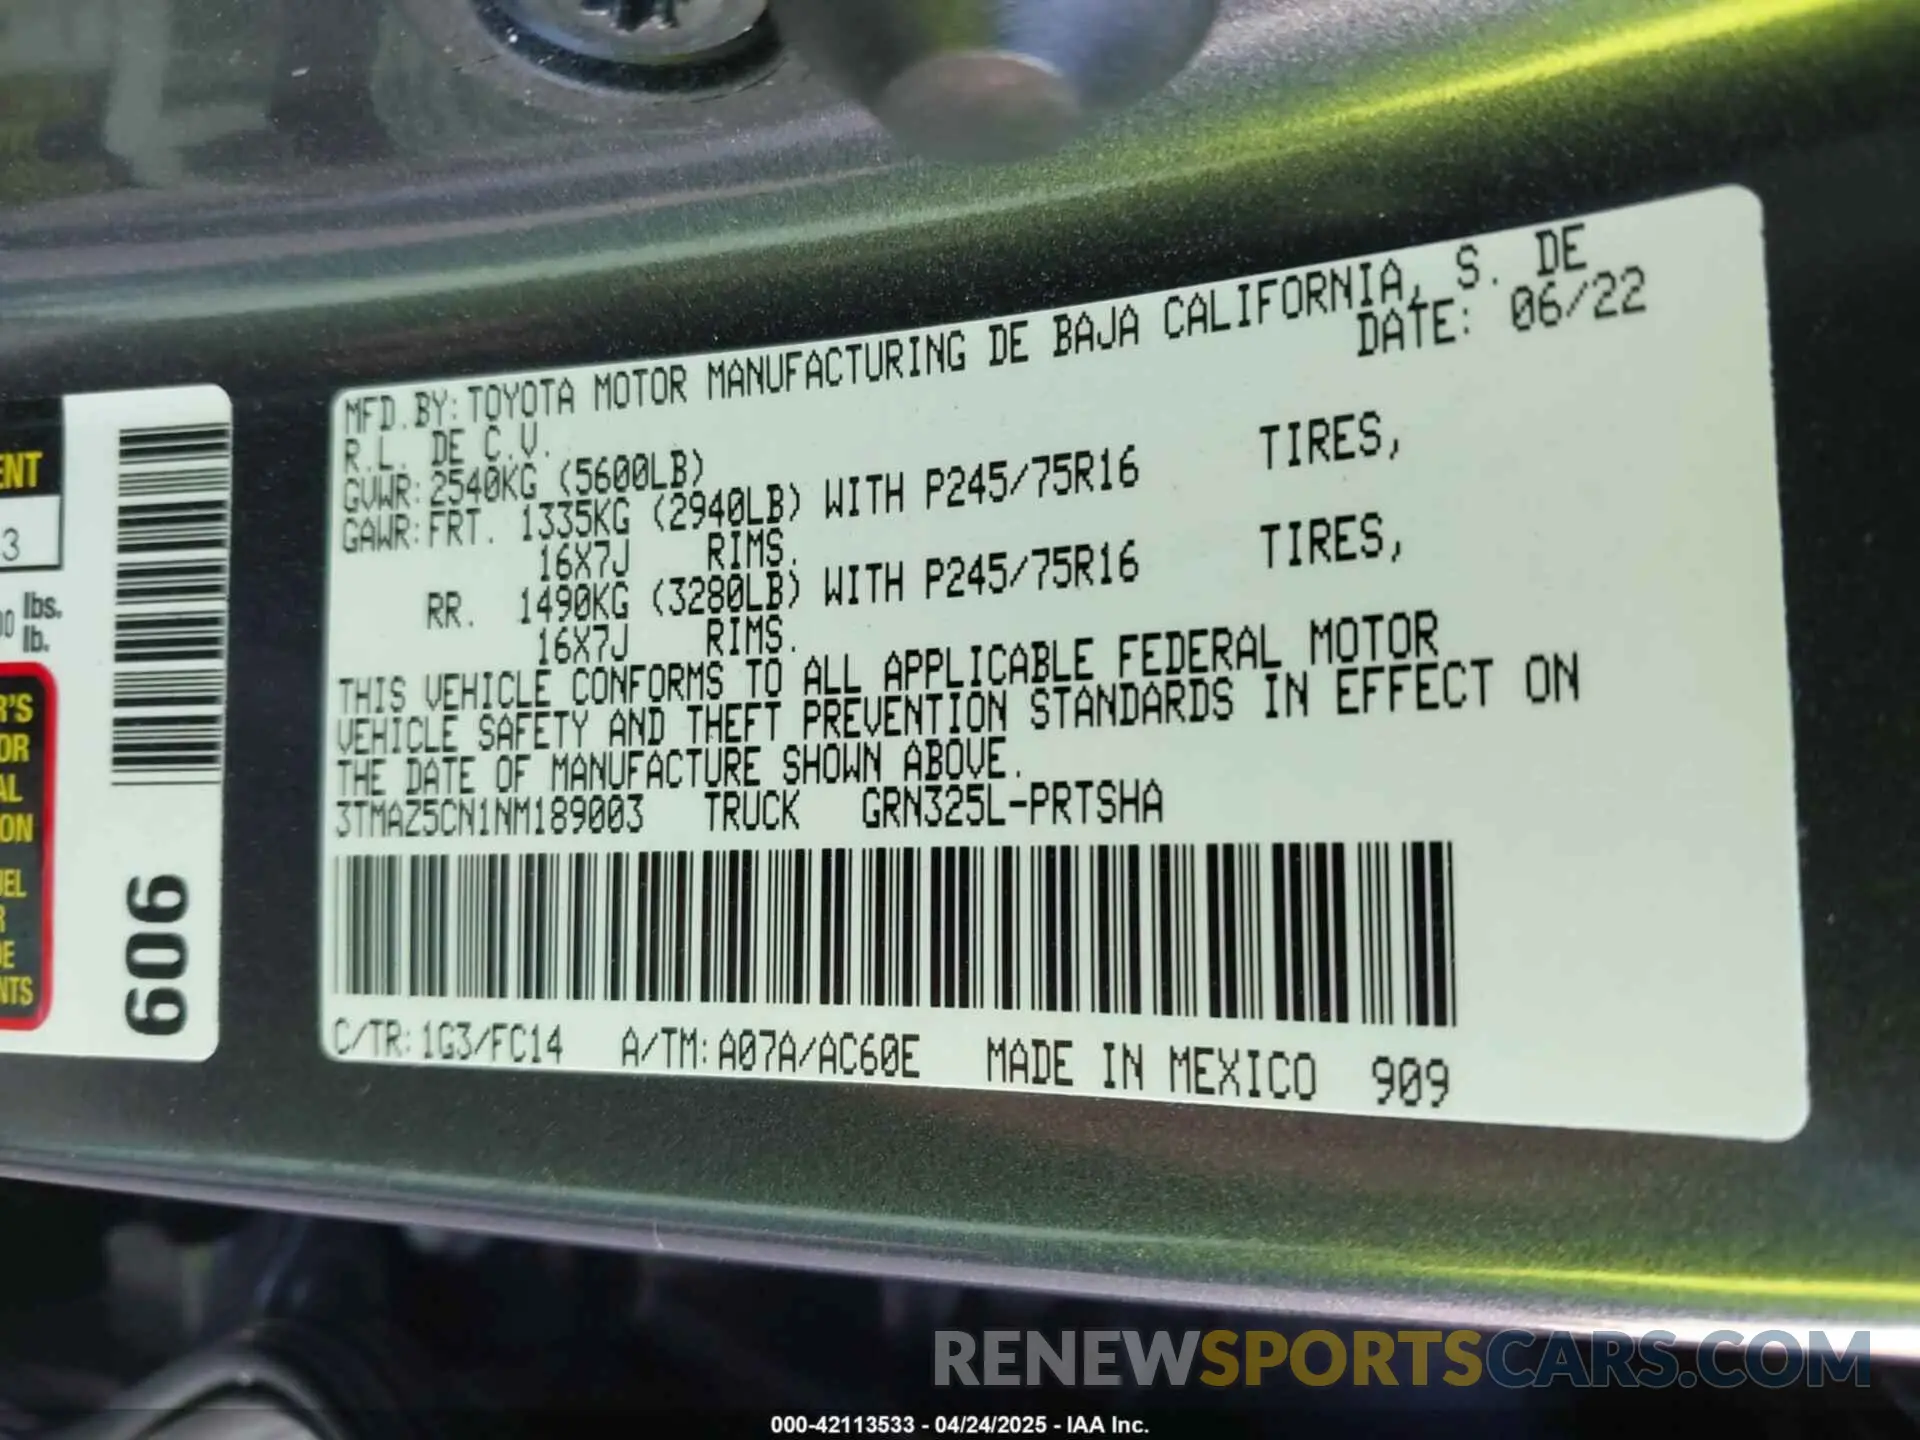 MFD.BY:TOYOTA MOTOR MANUFACTURING DE BAJA CALIFORNIA, S. DE
R.L. DE C.V. DATE: 06/22
GVWR:2540KG (5600LB)
GAWR:FRT. 1335KG (2940LB) WITH P245/75R16 TIRES,
16X7J RIMS.
RR. 1490KG (3280LB) WITH P245/75R16 TIRES,
16X7J RIMS.
THIS VEHICLE CONFORMS TO ALL APPLICABLE FEDERAL MOTOR
VEHICLE SAFETY AND THEFT PREVENTION STANDARDS IN EFFECT ON
THE DATE OF MANUFACTURE SHOWN ABOVE.
3TMAZ5CN1NM189003 TRUCK GRN325L-PRTSHA
C/TR:1G3/FC14 A/TM:A07A/AC60E MADE IN MEXICO 909
lbs.
lb.
909
RENEWSPORTSCARS.COM
000-42113533 - 04/24/2025 - IAA Inc.